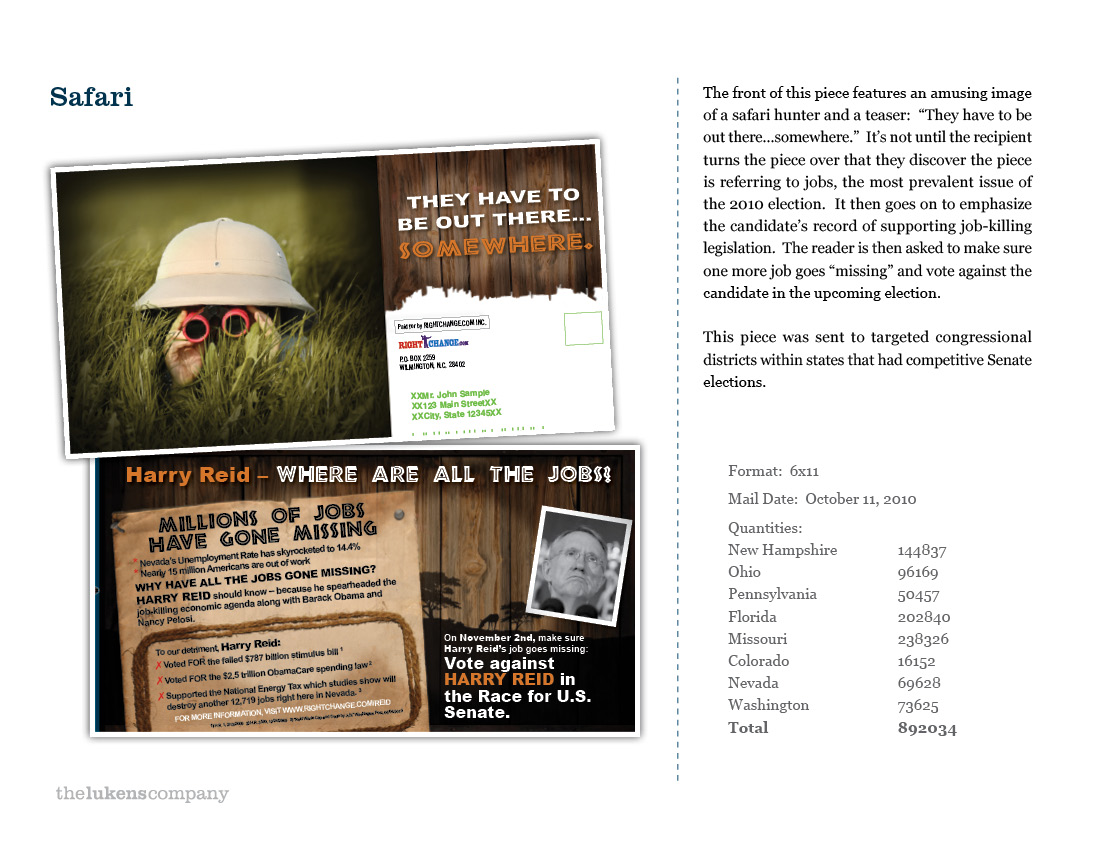 Safari
THEY HAVE TO
BE OUT THERE...
SOMEWHERE.
Paid for by RIGHTCHANGE.COM INC.
RIGHT CHANGE.COM
P.O. BOX 2259
WILMINGTON, N.C. 28402
XXMr. John Sample
XX123 Main StreetXX
XXCity, State 12345XX
Harry Reid – WHERE ARE ALL THE JOBS?
MILLIONS OF JOBS
HAVE GONE MISSING
* Nevada's Unemployment Rate has skyrocketed to 14.4%
* Nearly 15 million Americans are out of work
WHY HAVE ALL THE JOBS GONE MISSING?
HARRY REID should know – because he spearheaded the
job-killing economic agenda along with Barack Obama and
Nancy Pelosi.
To our detriment, Harry Reid:
✗ Voted FOR the failed $787 billion stimulus bill 1
✗ Voted FOR the $2.5 trillion ObamaCare spending law 2
✗ Supported the National Energy Tax which studies show will
destroy another 12,719 jobs right here in Nevada. 3
FOR MORE INFORMATION, VISIT WWW.RIGHTCHANGE.COM/REID
On November 2nd, make sure
Harry Reid's job goes missing:
Vote against
HARRY REID in
the Race for U.S.
Senate.
thelukenscompany
The front of this piece features an amusing image
of a safari hunter and a teaser: “They have to be
out there...somewhere.” It’s not until the recipient
turns the piece over that they discover the piece
is referring to jobs, the most prevalent issue of
the 2010 election. It then goes on to emphasize
the candidate’s record of supporting job-killing
legislation. The reader is then asked to make sure
one more job goes “missing” and vote against the
candidate in the upcoming election.
This piece was sent to targeted congressional
districts within states that had competitive Senate
elections.
Format: 6x11
Mail Date: October 11, 2010
Quantities:
New Hampshire 144837
Ohio 96169
Pennsylvania 50457
Florida 202840
Missouri 238326
Colorado 16152
Nevada 69628
Washington 73625
Total 892034